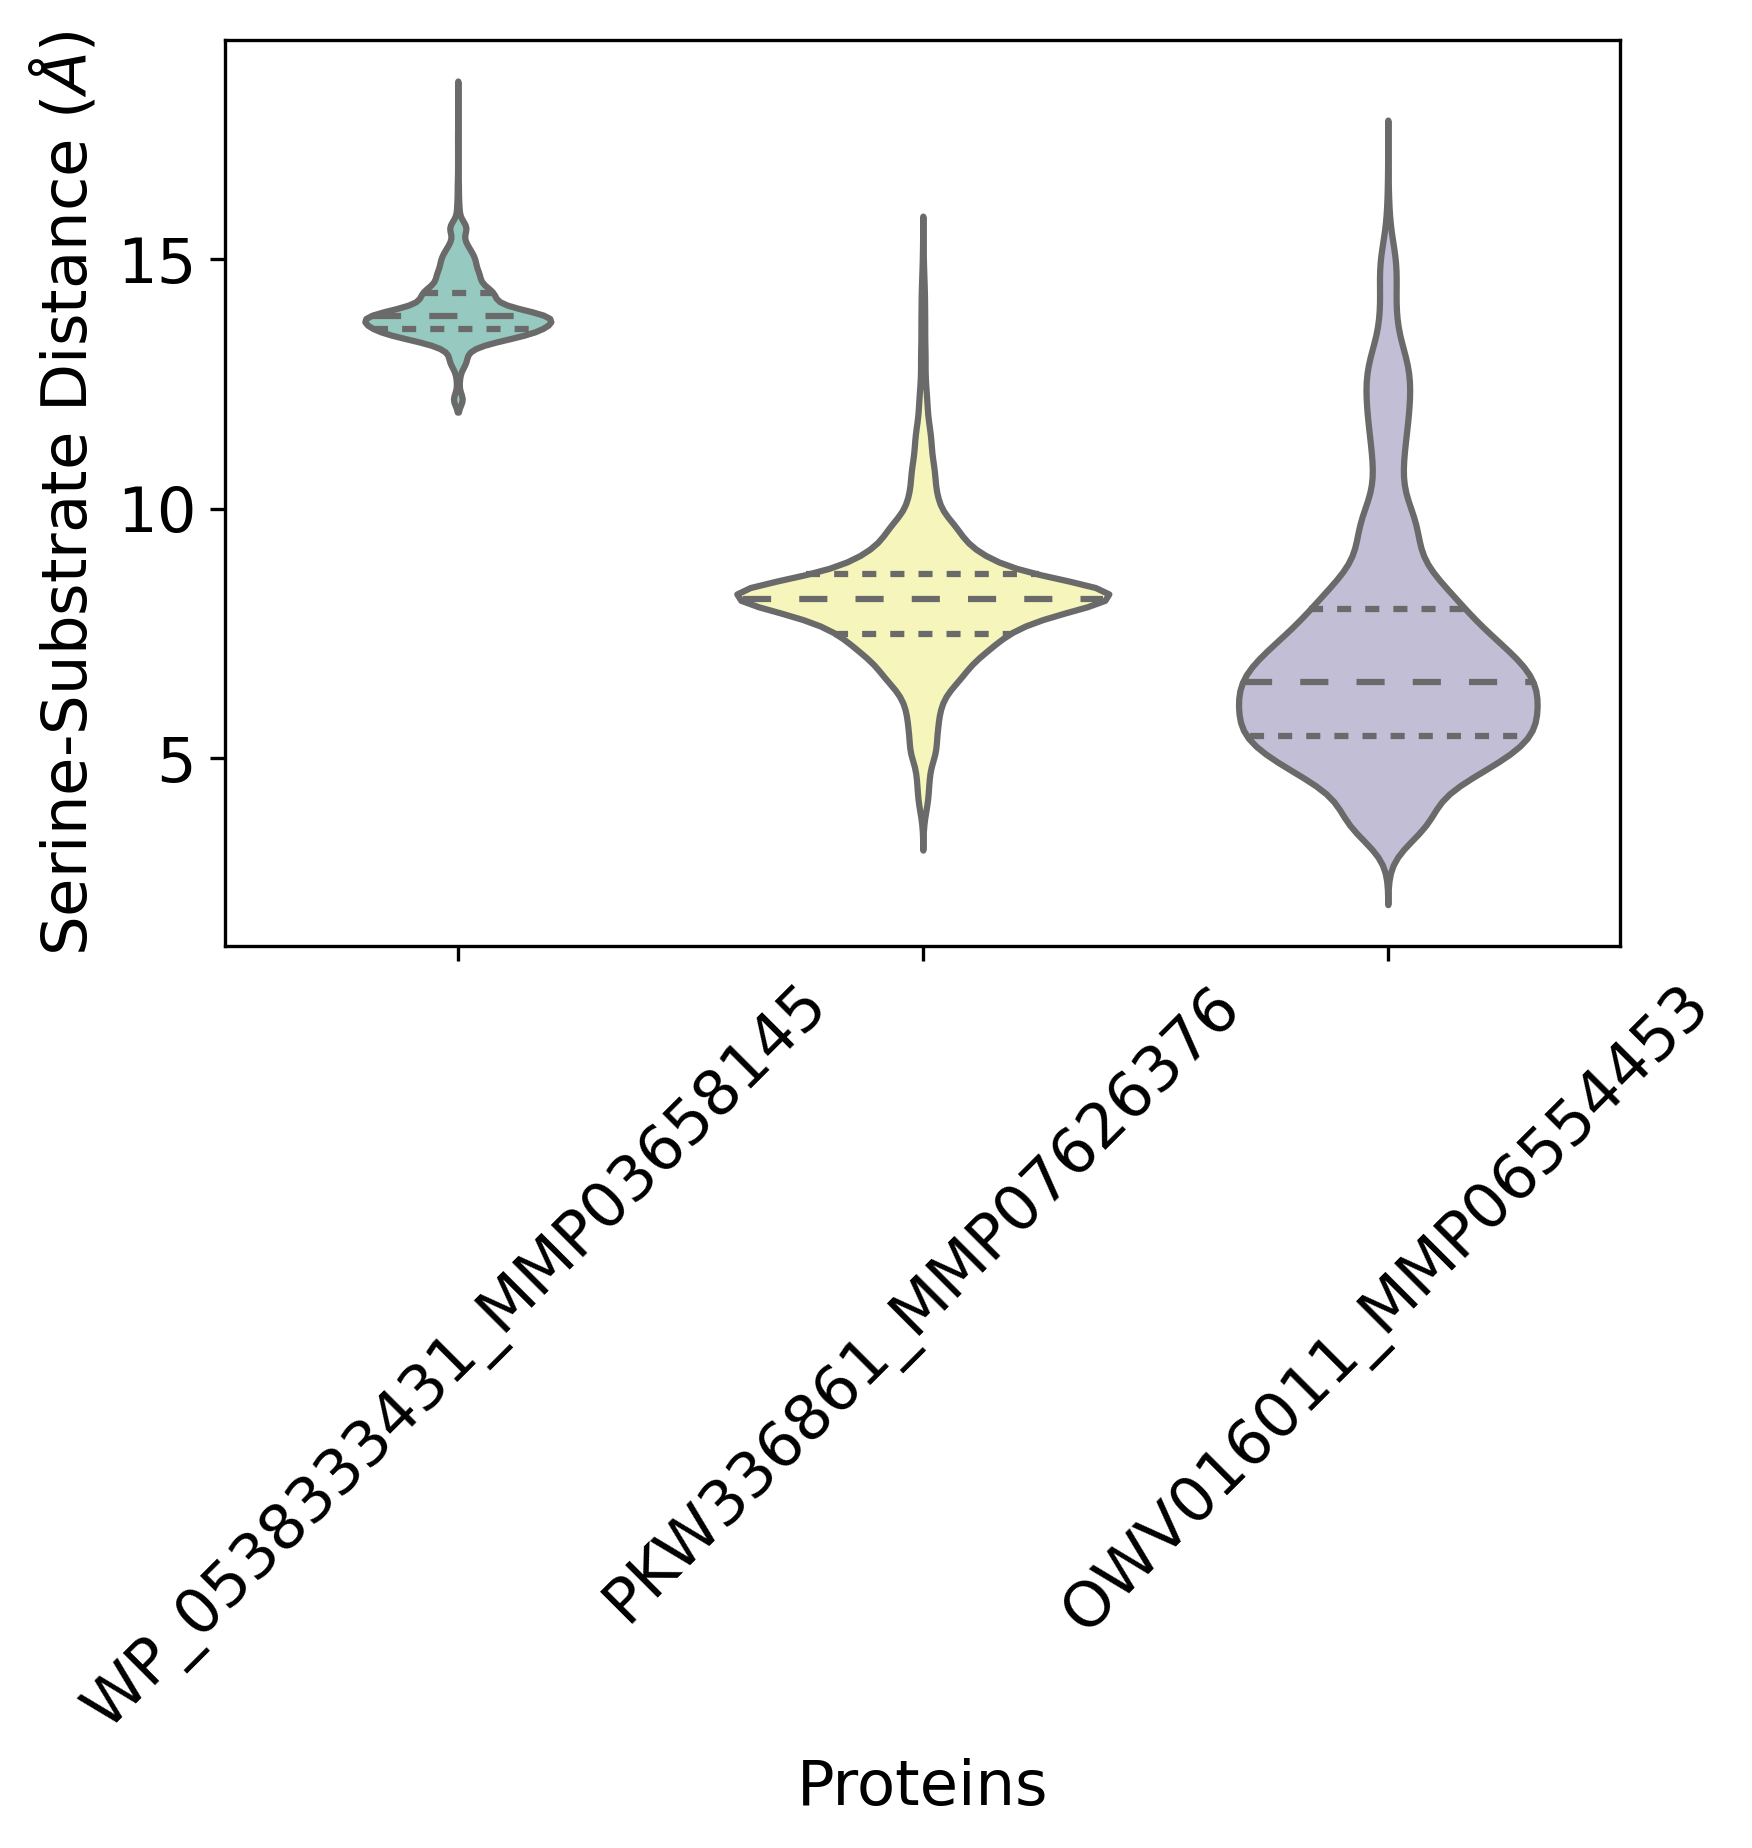 Serine-Substrate Distance (Å)
15
10
5
WP_053833431_MMP03658145
PKW336861_MMP07626376
OWV016011_MMP06554453
Proteins